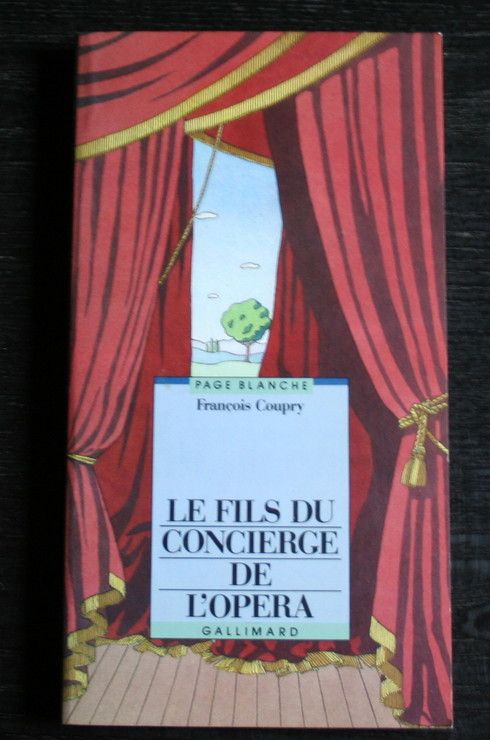 PAGE BLANCHE
François Coupry
LE FILS DU
CONCIERGE
DE
L'OPERA
GALLIMARD